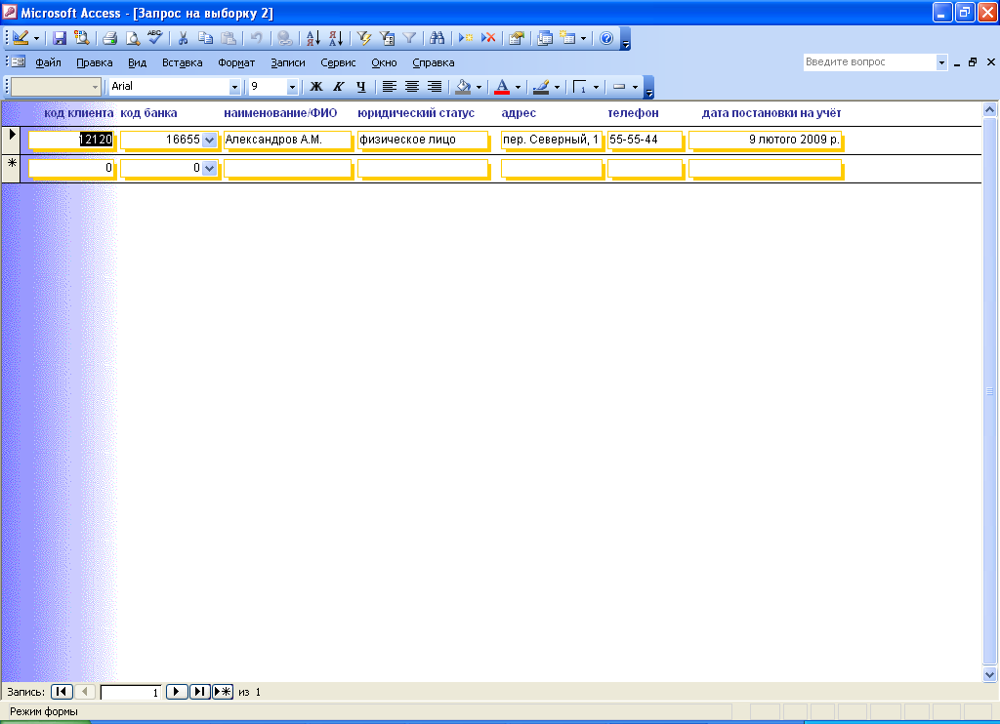 Microsoft Access - [Запрос на выборку 2]
Файл Правка Вид Вставка Формат Записи Сервис Окно Справка Введите вопрос
Arial 9 Ж К Ч
код клиента код банка наименование/ФИО юридический статус адрес телефон дата постановки на учёт
12120 16655 Александров А.М. физическое лицо пер. Северный, 1 55-55-44 9 лютого 2009 р.
0 0
Запись: 1 из 1
Режим формы